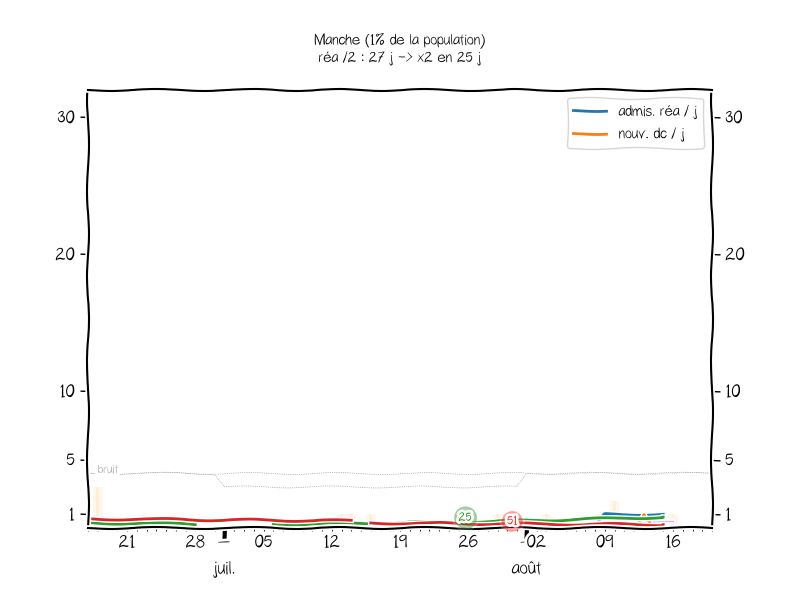 Manche (1% de la population)
réa /2 : 27 j -> x2 en 25 j
admis. réa / j
nouv. dc / j
30
30
20
20
10
10
5
5
bruit
1
1
25
51
21 28 05 12 19 26 02 09 16
juil. août